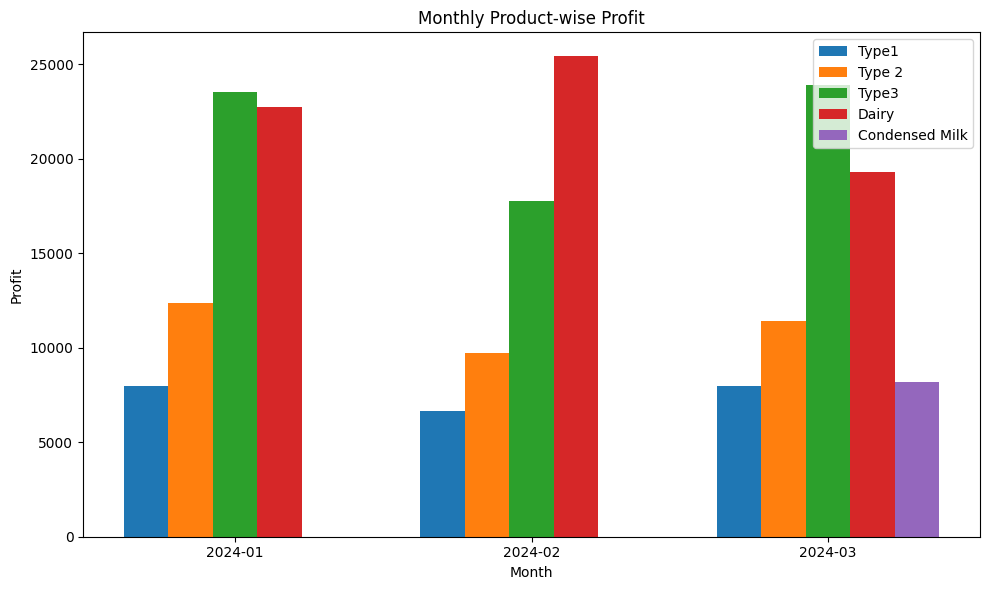 Monthly Product-wise Profit
Type1
Type 2
Type3
Dairy
Condensed Milk
25000
20000
15000
10000
5000
0
Profit
2024-01
2024-02
2024-03
Month